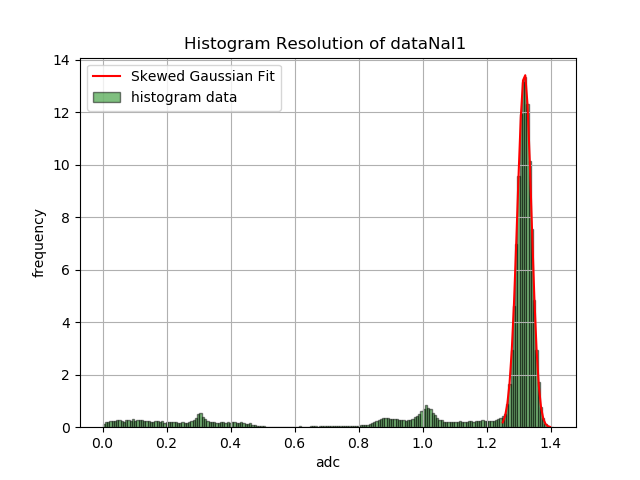 Histogram Resolution of dataNaI1
14
12
10
8
6
4
2
0
frequency
Skewed Gaussian Fit
histogram data
0.0 0.2 0.4 0.6 0.8 1.0 1.2 1.4
adc